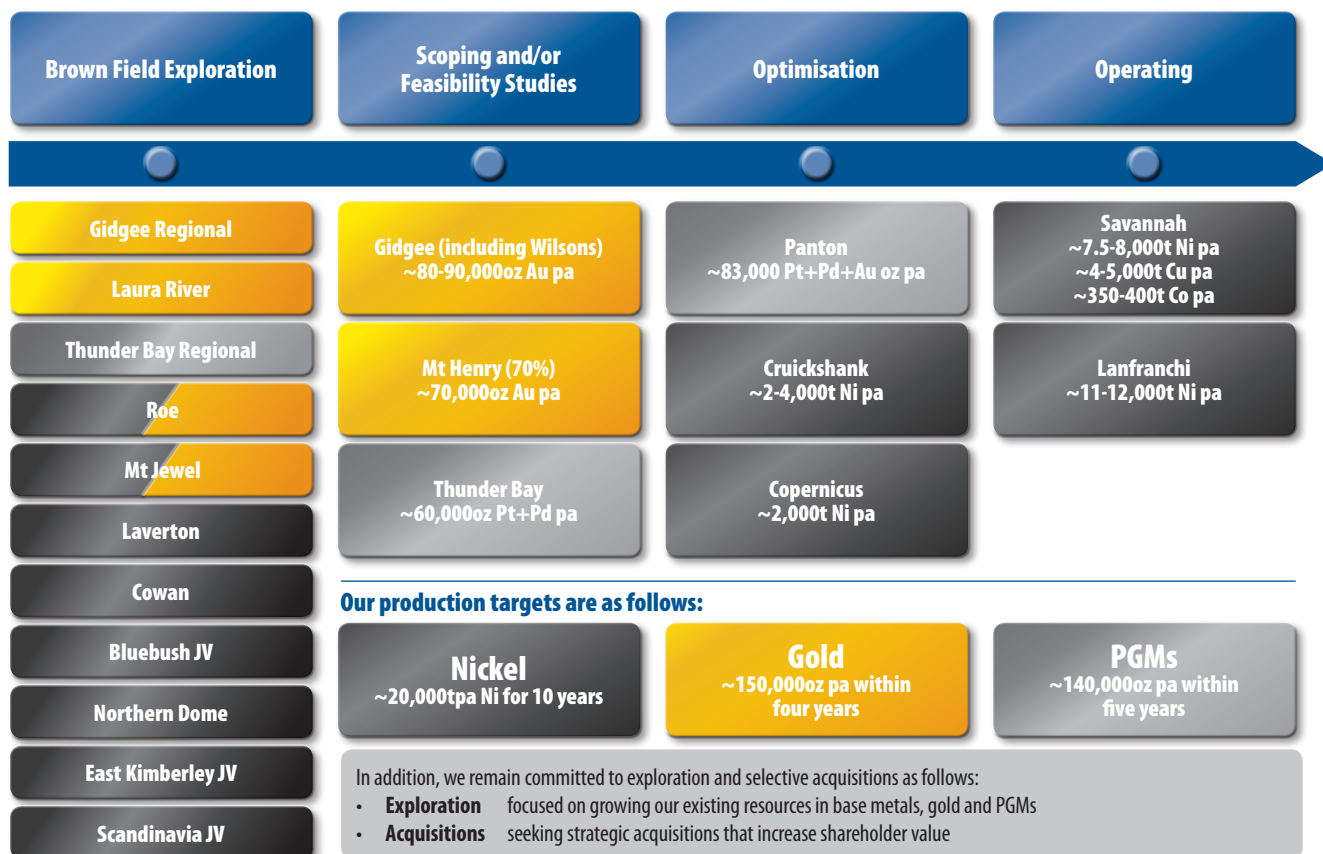 Brown Field Exploration
Scoping and/or
Feasibility Studies
Optimisation
Operating
Gidgee Regional
Laura River
Thunder Bay Regional
Roe
Mt Jewel
Laverton
Cowan
Bluebush JV
Northern Dome
East Kimberley JV
Scandinavia JV
Gidgee (including Wilsons)
~80-90,000oz Au pa
Mt Henry (70%)
~70,000oz Au pa
Thunder Bay
~60,000oz Pt+Pd pa
Panton
~83,000 Pt+Pd+Au oz pa
Cruickshank
~2-4,000t Ni pa
Copernicus
~2,000t Ni pa
Savannah
~7.5-8,000t Ni pa
~4-5,000t Cu pa
~350-400t Co pa
Lanfranchi
~11-12,000t Ni pa
Our production targets are as follows:
Nickel
~20,000tpa Ni for 10 years
Gold
~150,000oz pa within
four years
PGMs
~140,000oz pa within
five years
In addition, we remain committed to exploration and selective acquisitions as follows:
• Exploration focused on growing our existing resources in base metals, gold and PGMs
• Acquisitions seeking strategic acquisitions that increase shareholder value